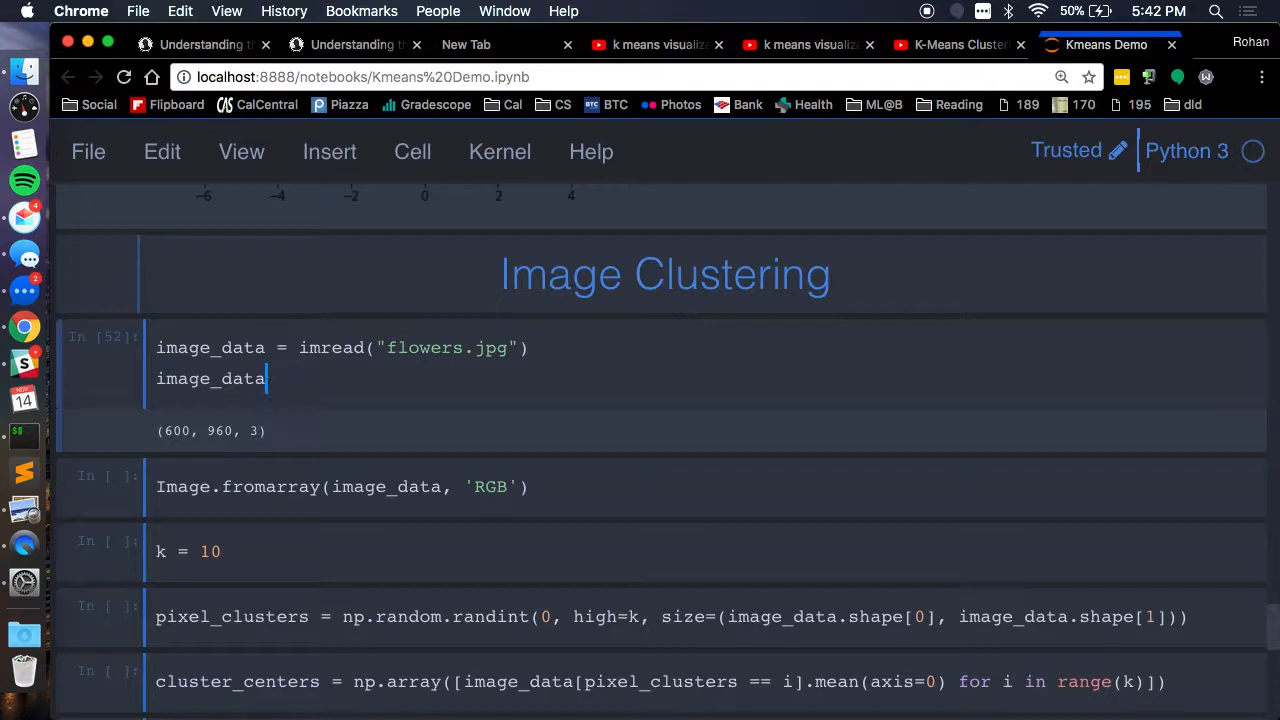 Chrome File Edit View History Bookmarks People Window Help 50% 5:42 PM
Understanding th Understanding th New Tab k means visualiza k means visualiza K-Means Cluster Kmeans Demo Rohan
localhost:8888/notebooks/Kmeans%20Demo.ipynb
Social Flipboard CalCentral Piazza Gradescope Cal CS BTC Photos Bank Health ML@B Reading 189 170 195 dld
File Edit View Insert Cell Kernel Help Trusted Python 3
−6 −4 −2 0 2 4
Image Clustering
In [52]: image_data = imread("flowers.jpg")
image_data
(600, 960, 3)
In [ ]: Image.fromarray(image_data, 'RGB')
In [ ]: k = 10
In [ ]: pixel_clusters = np.random.randint(0, high=k, size=(image_data.shape[0], image_data.shape[1]))
In [ ]: cluster_centers = np.array([image_data[pixel_clusters == i].mean(axis=0) for i in range(k)])